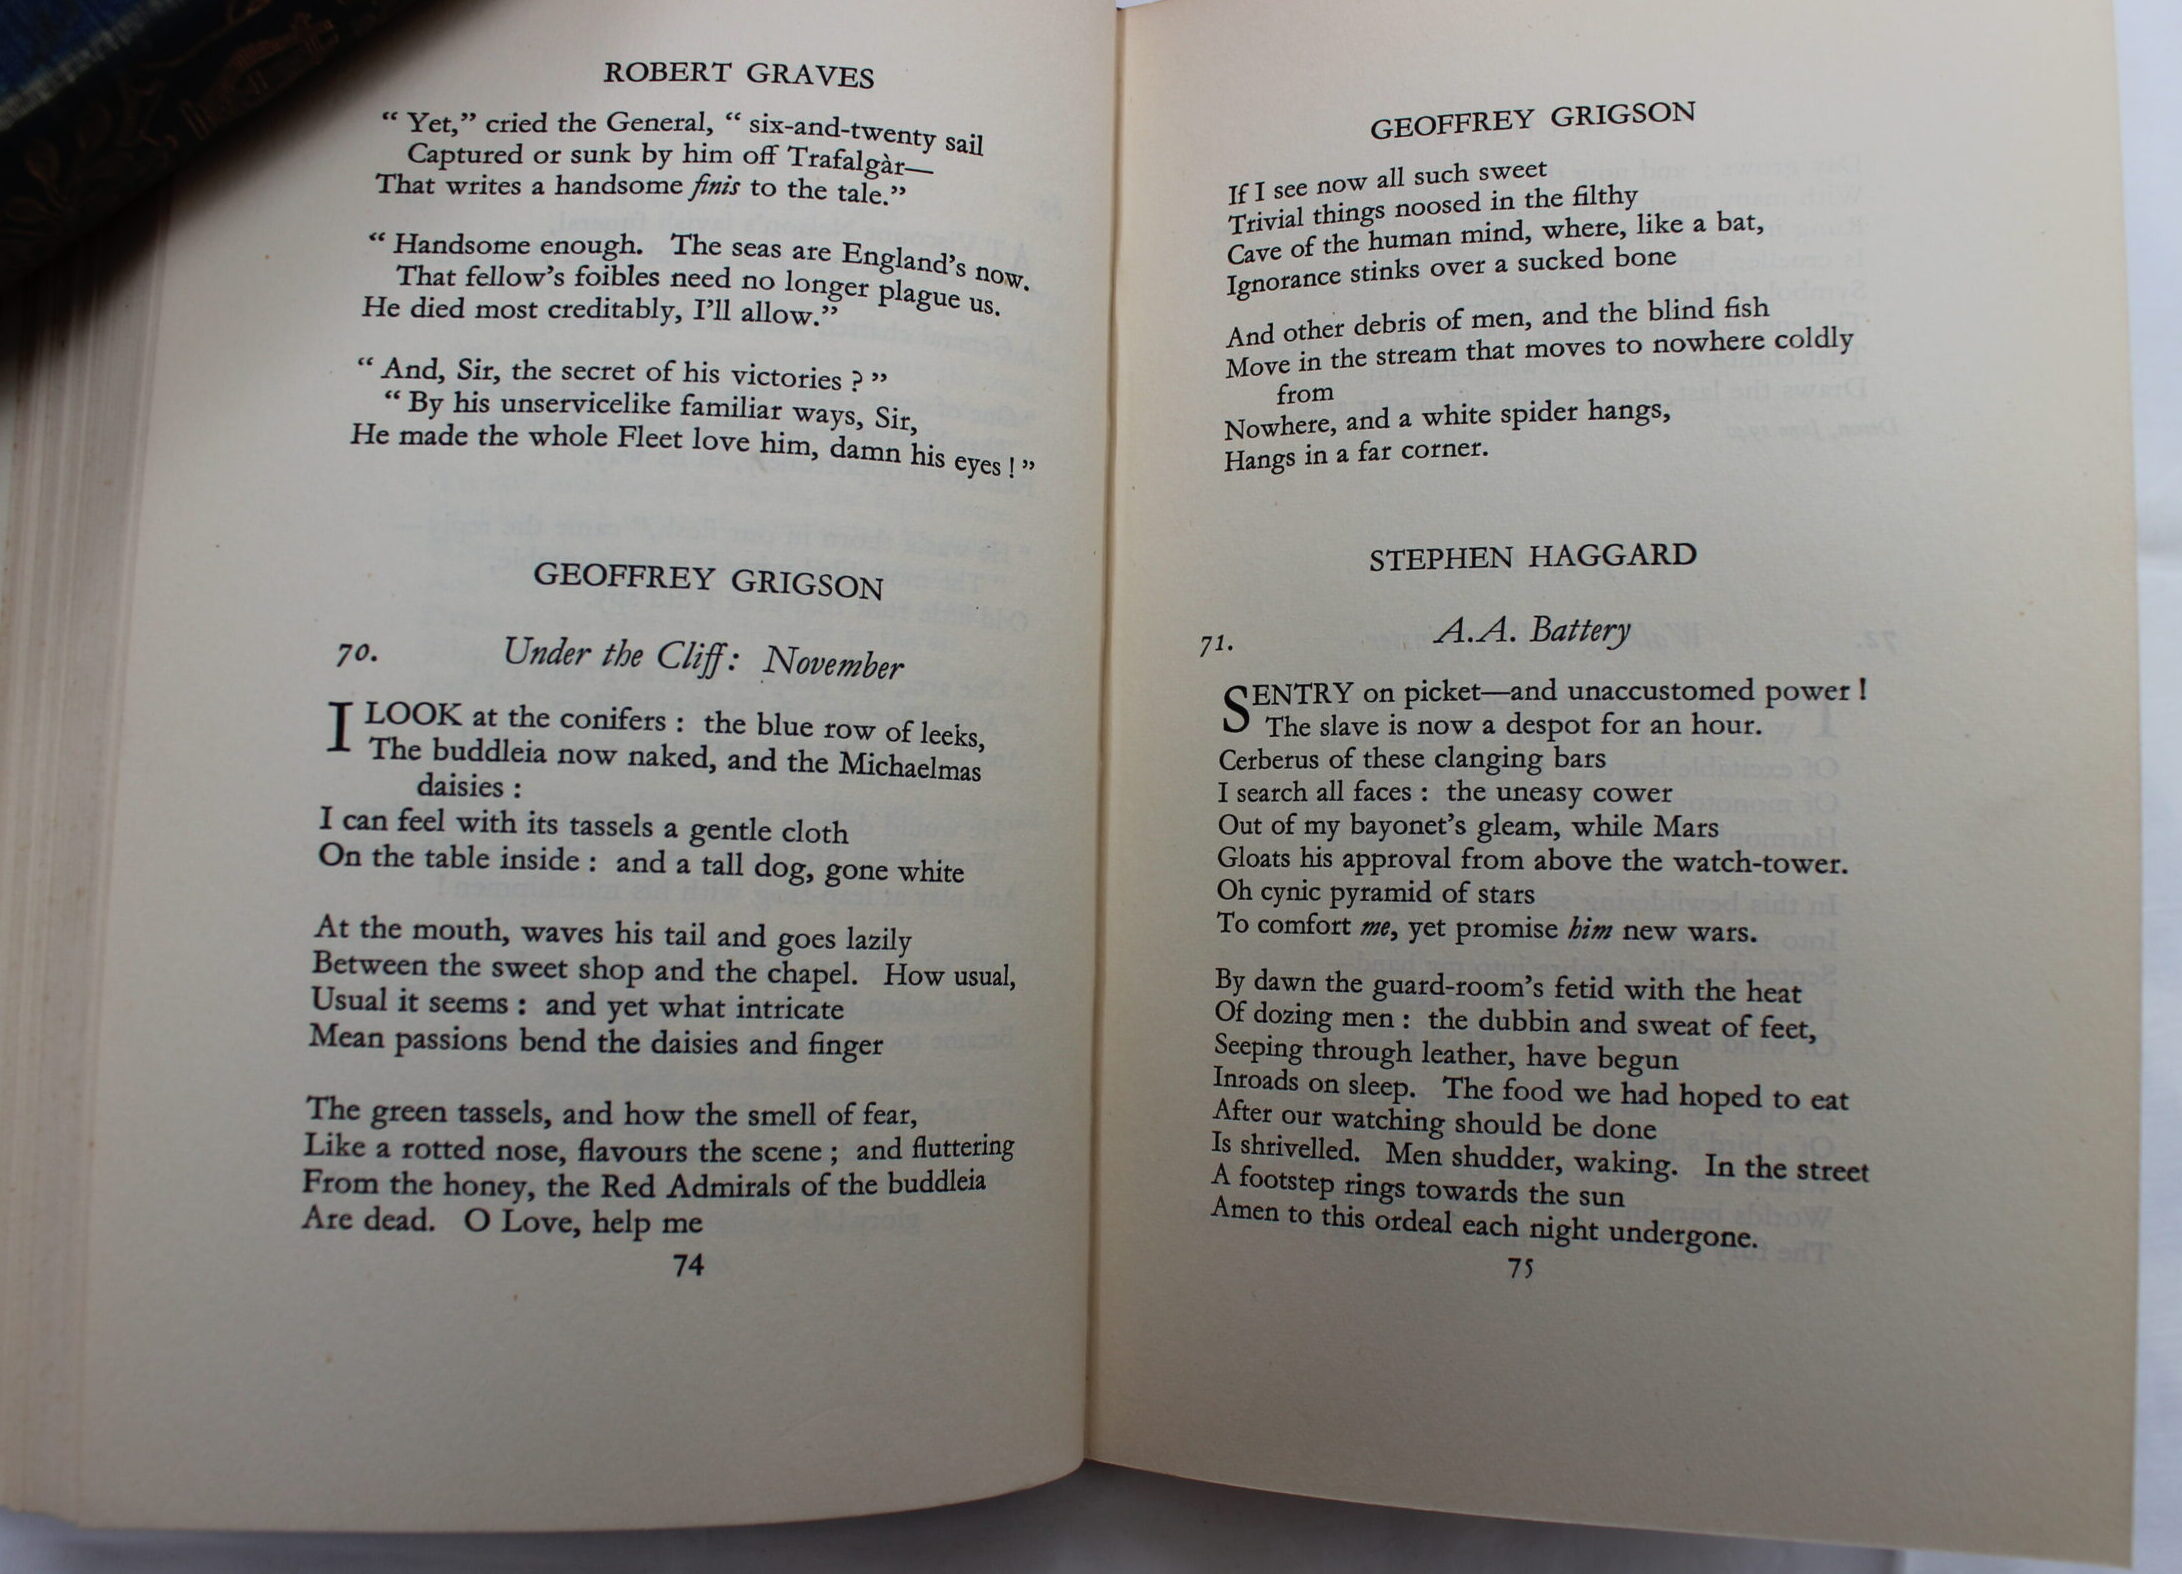 ROBERT GRAVES
“ Yet,” cried the General, “ six-and-twenty sail
Captured or sunk by him off Trafalgàr—
That writes a handsome finis to the tale.”
“ Handsome enough. The seas are England’s now.
That fellow’s foibles need no longer plague us.
He died most creditably, I’ll allow.”
“ And, Sir, the secret of his victories ? ”
“ By his unservicelike familiar ways, Sir,
He made the whole Fleet love him, damn his eyes ! ”
GEOFFREY GRIGSON
70. Under the Cliff: November
I LOOK at the conifers : the blue row of leeks,
The buddleia now naked, and the Michaelmas
daisies :
I can feel with its tassels a gentle cloth
On the table inside : and a tall dog, gone white
At the mouth, waves his tail and goes lazily
Between the sweet shop and the chapel. How usual,
Usual it seems : and yet what intricate
Mean passions bend the daisies and finger
The green tassels, and how the smell of fear,
Like a rotted nose, flavours the scene ; and fluttering
From the honey, the Red Admirals of the buddleia
Are dead. O Love, help me
74
GEOFFREY GRIGSON
If I see now all such sweet
Trivial things noosed in the filthy
Cave of the human mind, where, like a bat,
Ignorance stinks over a sucked bone
And other debris of men, and the blind fish
Move in the stream that moves to nowhere coldly
from
Nowhere, and a white spider hangs,
Hangs in a far corner.
STEPHEN HAGGARD
71. A.A. Battery
SENTRY on picket—and unaccustomed power !
The slave is now a despot for an hour.
Cerberus of these clanging bars
I search all faces : the uneasy cower
Out of my bayonet’s gleam, while Mars
Gloats his approval from above the watch-tower.
Oh cynic pyramid of stars
To comfort me, yet promise him new wars.
By dawn the guard-room’s fetid with the heat
Of dozing men : the dubbin and sweat of feet,
Seeping through leather, have begun
Inroads on sleep. The food we had hoped to eat
After our watching should be done
Is shrivelled. Men shudder, waking. In the street
A footstep rings towards the sun
Amen to this ordeal each night undergone.
75